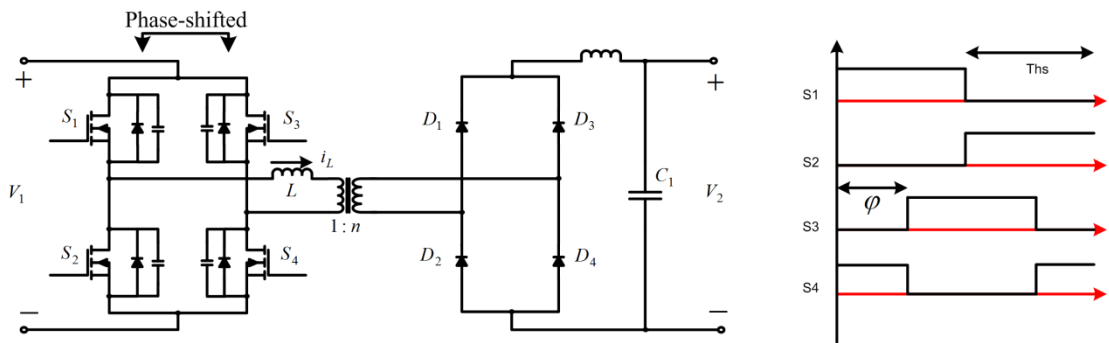 Phase-shifted
+
+
S1
S3
D1
D3
iL
V1
L
C1
V2
1 : n
S2
S4
D2
D4
−
−
Ths
S1
S2
φ
S3
S4